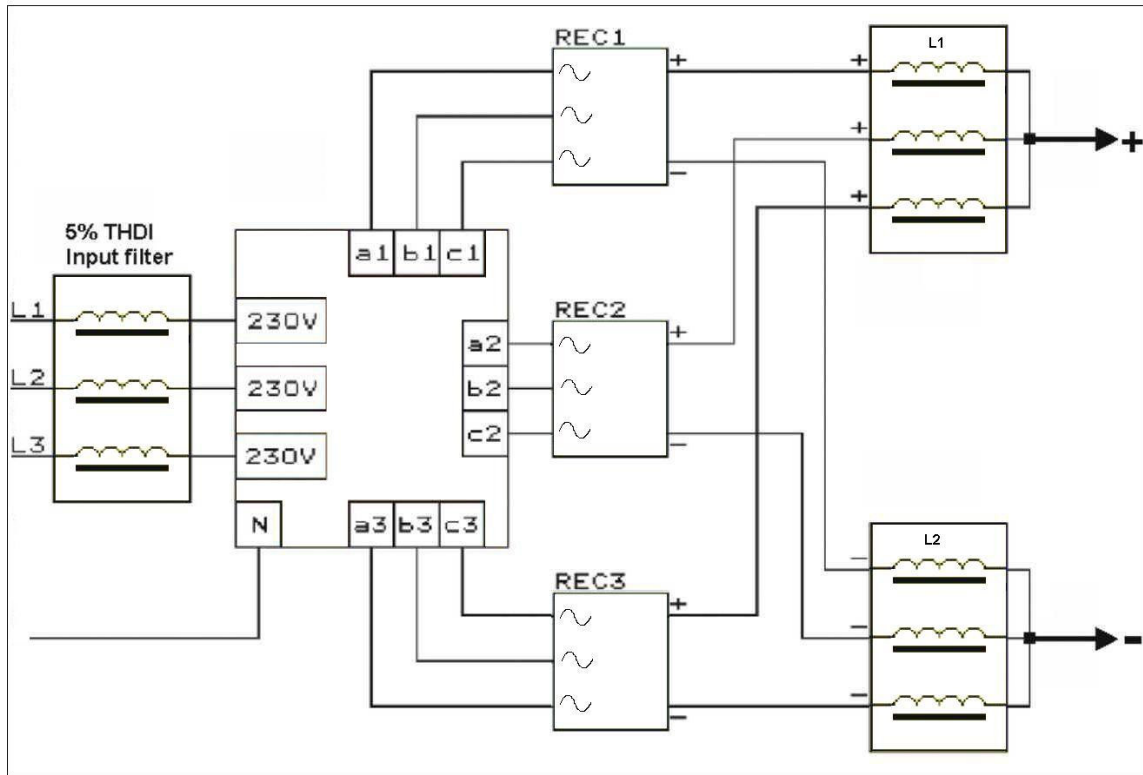 REC1
L1
+
+
+
+
+
−
5% THDI
Input filter
a1 b1 c1
L1
230V
REC2
a2
+
L2
230V
b2
c2
−
L3
230V
N
a3 b3 c3
L2
−
REC3
+
−
−
−
−